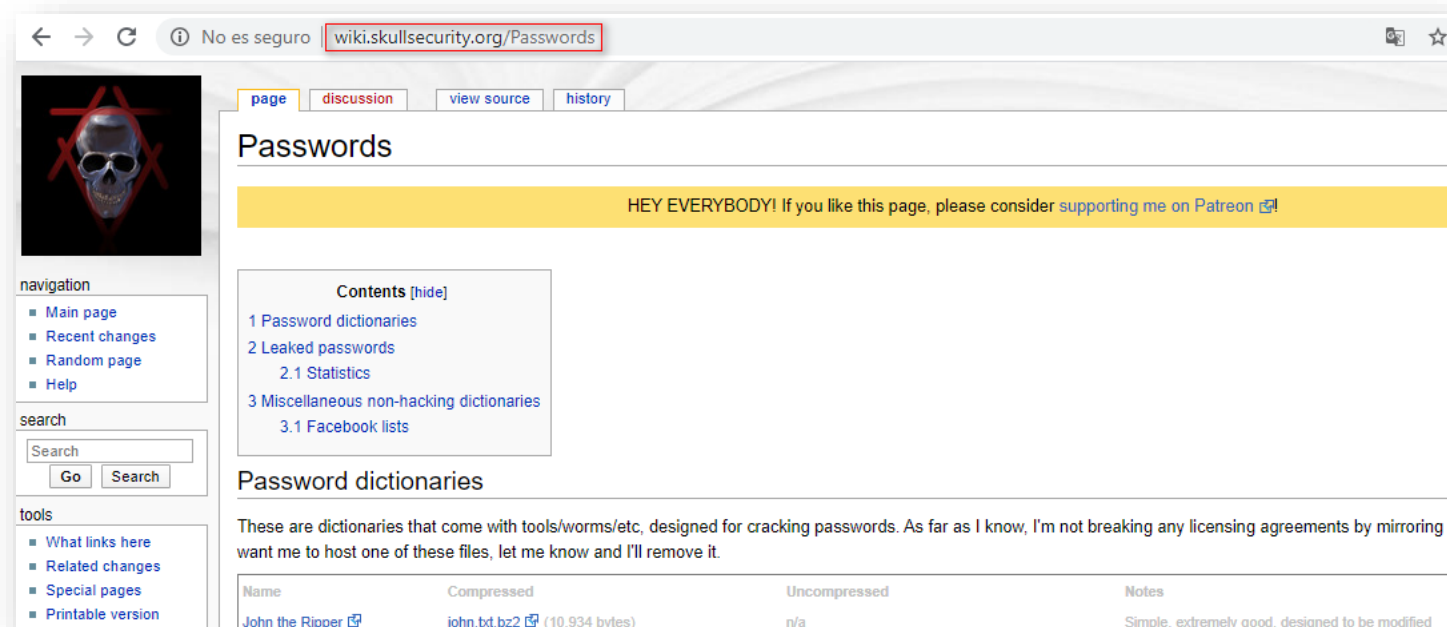 No es seguro | wiki.skullsecurity.org/Passwords
page discussion view source history
Passwords
HEY EVERYBODY! If you like this page, please consider supporting me on Patreon !
navigation
Main page
Recent changes
Random page
Help
search
Search
Go Search
tools
What links here
Related changes
Special pages
Printable version
Contents [hide]
1 Password dictionaries
2 Leaked passwords
2.1 Statistics
3 Miscellaneous non-hacking dictionaries
3.1 Facebook lists
Password dictionaries
These are dictionaries that come with tools/worms/etc, designed for cracking passwords. As far as I know, I'm not breaking any licensing agreements by mirroring
want me to host one of these files, let me know and I'll remove it.
Name Compressed Uncompressed Notes
John the Ripper john.txt.bz2 (10,934 bytes) n/a Simple, extremely good, designed to be modified